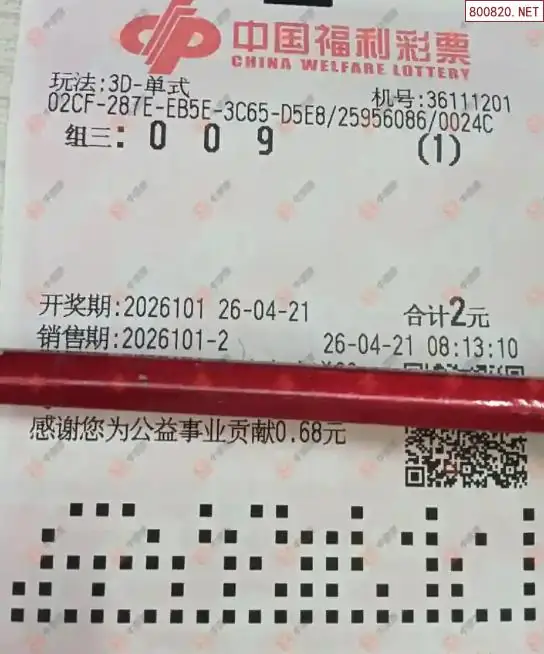 800820.NET
中国福利彩票
CHINA WELFARE LOTTERY
玩法:3D-单式
机号:36111201
02CF-287E-EB5E-3C65-D5E8/25956086/0024C
组三: 0 0 9 (1)
开奖期:2026101 26-04-21 合计2元
销售期:2026101-2 26-04-21 08:13:10
感谢您为公益事业贡献0.68元